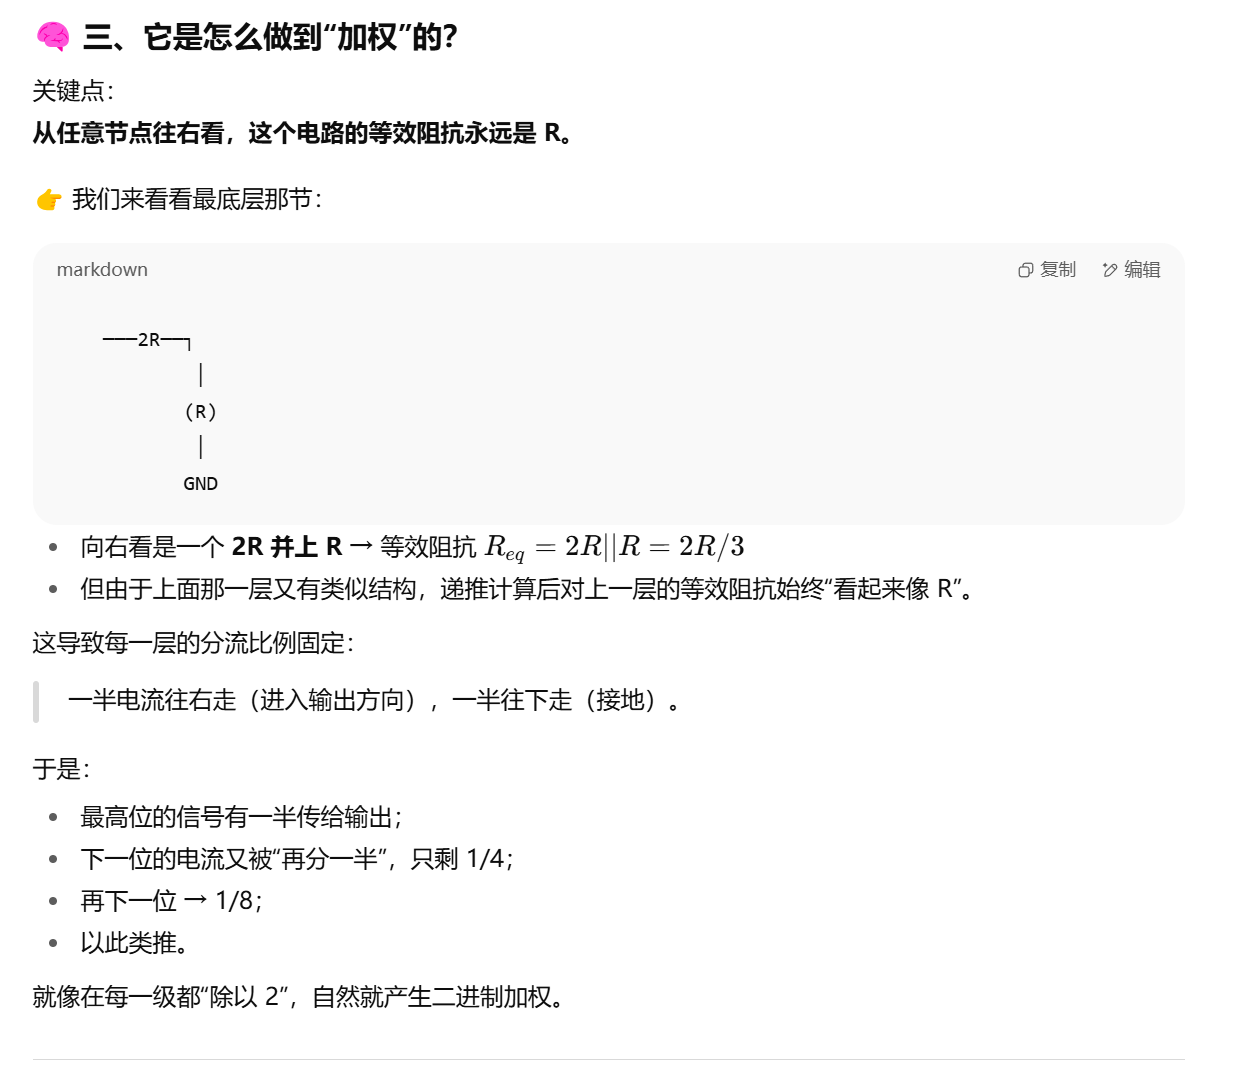 🧠 三、它是怎么做到“加权”的？
关键点：
从任意节点往右看，这个电路的等效阻抗永远是 R。
👉 我们来看看最底层那节：
markdown
复制
编辑
───2R──┐
│
(R)
│
GND
• 向右看是一个 2R 并上 R → 等效阻抗 R_eq = 2R||R = 2R/3
• 但由于上面那一层又有类似结构，递推计算后对上一层的等效阻抗始终“看起来像 R”。
这导致每一层的分流比例固定：
一半电流往右走（进入输出方向），一半往下走（接地）。
于是：
• 最高位的信号有一半传给输出；
• 下一位的电流又被“再分一半”，只剩 1/4；
• 再下一位 → 1/8；
• 以此类推。
就像在每一级都“除以 2”，自然就产生二进制加权。